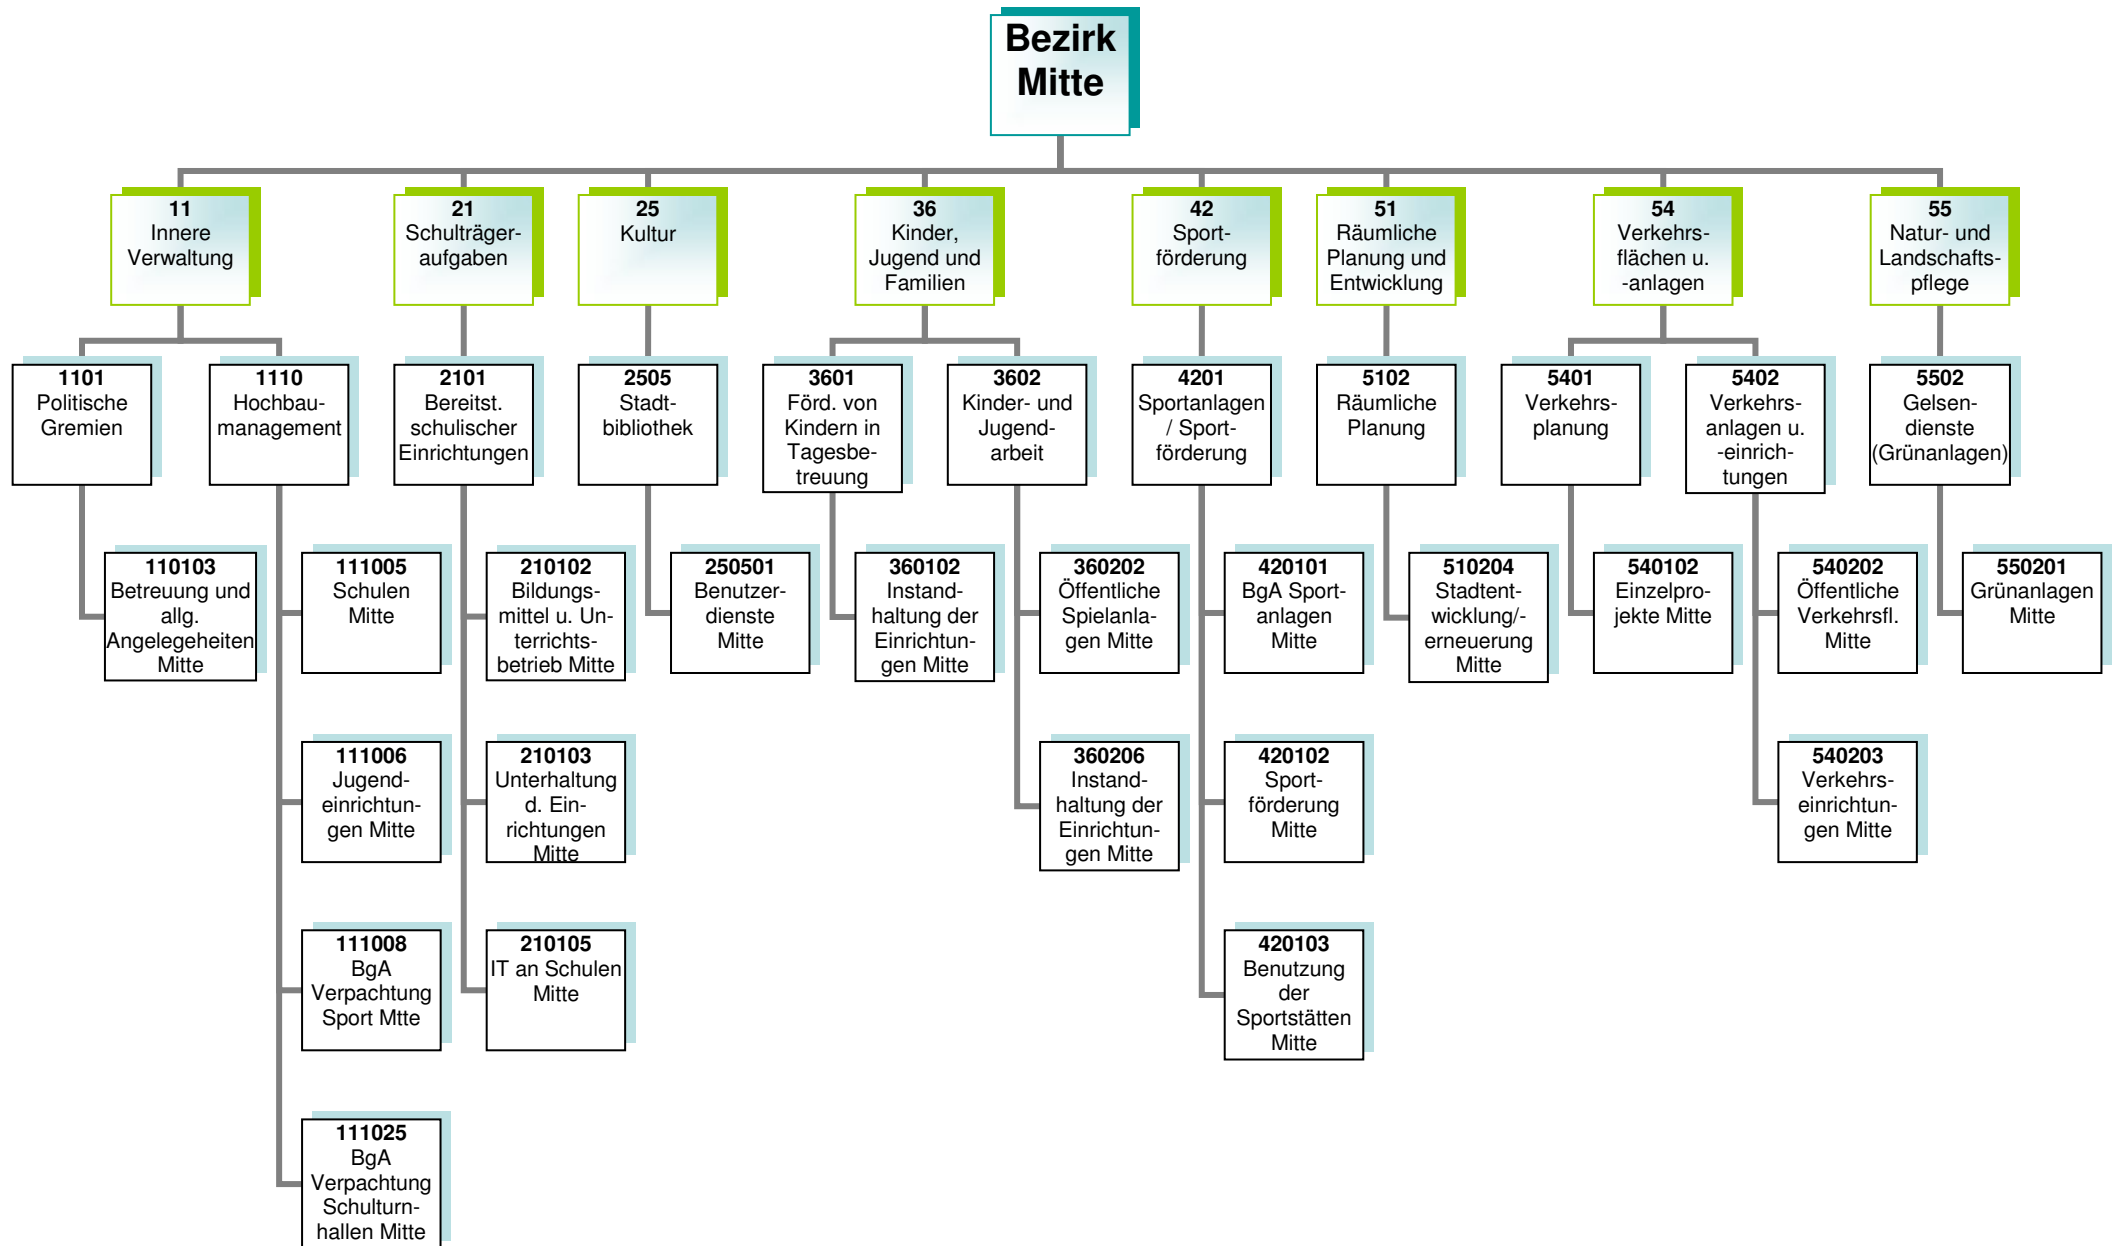 Bezirk
Mitte
11
Innere
Verwaltung
21
Schulträger-
aufgaben
25
Kultur
36
Kinder,
Jugend und
Familien
42
Sport-
förderung
51
Räumliche
Planung und
Entwicklung
54
Verkehrs-
flächen u.
-anlagen
55
Natur- und
Landschafts-
pflege
1101
Politische
Gremien
1110
Hochbau-
management
2101
Bereitst.
schulischer
Einrichtungen
2505
Stadt-
bibliothek
3601
Förd. von
Kindern in
Tagesbe-
treuung
3602
Kinder- und
Jugend-
arbeit
4201
Sportanlagen
/ Sport-
förderung
5102
Räumliche
Planung
5401
Verkehrs-
planung
5402
Verkehrs-
anlagen u.
-einrich-
tungen
5502
Gelsen-
dienste
(Grünanlagen)
110103
Betreuung und
allg.
Angelegeheiten
Mitte
111005
Schulen
Mitte
210102
Bildungs-
mittel u. Un-
terrichts-
betrieb Mitte
250501
Benutzer-
dienste
Mitte
360102
Instand-
haltung der
Einrichtun-
gen Mitte
360202
Öffentliche
Spielanla-
gen Mitte
420101
BgA Sport-
anlagen
Mitte
510204
Stadtent-
wicklung/-
erneuerung
Mitte
540102
Einzelpro-
jekte Mitte
540202
Öffentliche
Verkehrsfl.
Mitte
550201
Grünanlagen
Mitte
111006
Jugend-
einrichtun-
gen Mitte
210103
Unterhaltung
d. Ein-
richtungen
Mitte
360206
Instand-
haltung der
Einrichtun-
gen Mitte
420102
Sport-
förderung
Mitte
540203
Verkehrs-
einrichtun-
gen Mitte
111008
BgA
Verpachtung
Sport Mtte
210105
IT an Schulen
Mitte
420103
Benutzung
der
Sportstätten
Mitte
111025
BgA
Verpachtung
Schulturn-
hallen Mitte